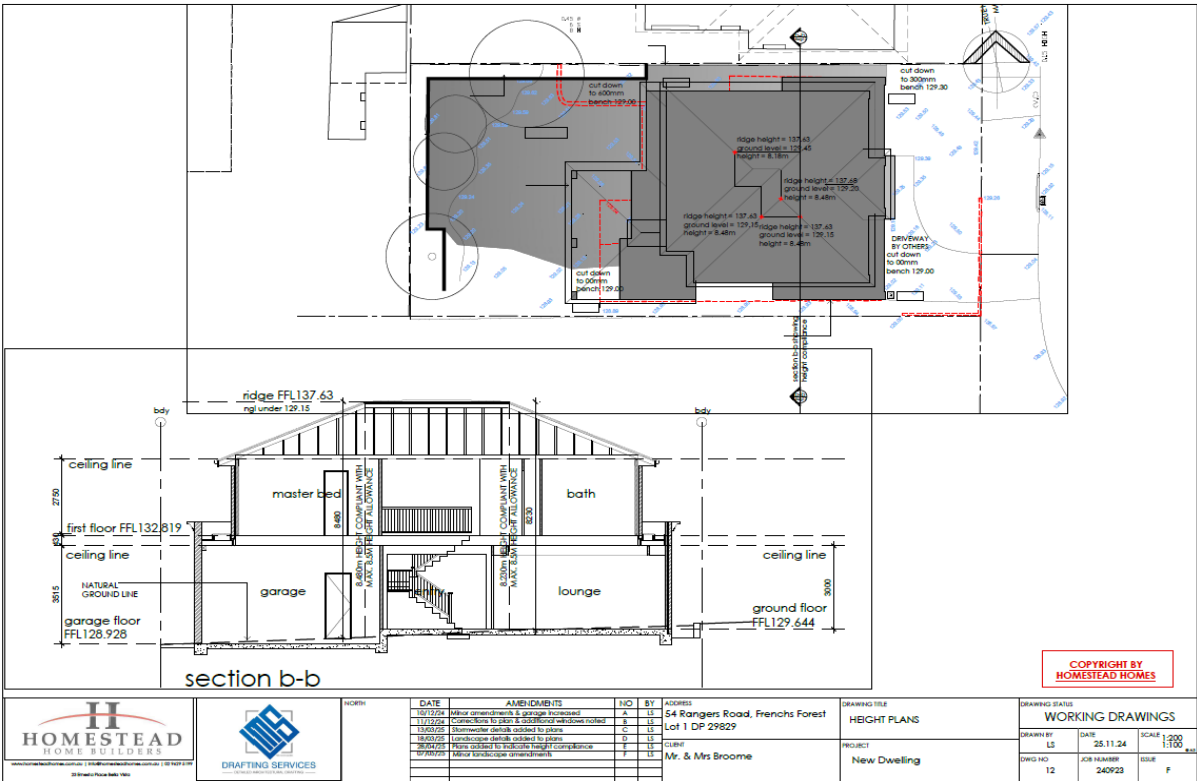 cut down
to 600mm
bench 129.00
cut down
to 300mm
bench 129.30
ridge height = 137.63
ground level = 129.45
height = 8.18m
ridge height = 137.68
ground level = 129.20
height = 8.48m
ridge height = 137.63
ground level = 129.15
height = 8.48m
ridge height = 137.63
ground level = 129.15
height = 8.48m
DRIVEWAY
BY OTHERS
cut down
to 00mm
bench 129.00
cut down
to 00mm
bench 129.00
section b-b showing
height compliance
ridge FFL137.63
ngl under 129.15
bdy
bdy
ceiling line
2750
master bed
bath
8480
8.480m HEIGHT COMPLIANT WITH
MAX. 8.5M HEIGHT ALLOWANCE
8.230m HEIGHT COMPLIANT WITH
MAX. 8.5M HEIGHT ALLOWANCE
8230
first floor FFL132.819
430
ceiling line
ceiling line
NATURAL
GROUND LINE
3515
garage
entry
lounge
3000
garage floor
FFL128.928
ground floor
FFL129.644
section b-b
COPYRIGHT BY
HOMESTEAD HOMES
H
HOMESTEAD
HOME BUILDERS
DRAFTING SERVICES
NORTH
DATE AMENDMENTS NO BY
10/12/24 Minor amendments & garage increased A LS
11/12/24 Corrections to plan & additional windows noted B LS
13/03/25 Stormwater details added to plans C LS
18/03/25 Landscape details added to plans D LS
28/04/25 Plans added to indicate height compliance E LS
07/05/25 Minor landscape amendments F LS
ADDRESS
54 Rangers Road, Frenchs Forest
Lot 1 DP 29829
CLIENT
Mr. & Mrs Broome
DRAWING TITLE
HEIGHT PLANS
PROJECT
New Dwelling
DRAWING STATUS
WORKING DRAWINGS
DRAWN BY
LS
DATE
25.11.24
SCALE 1:200
1:100
DWG NO
12
JOB NUMBER
240923
ISSUE
F